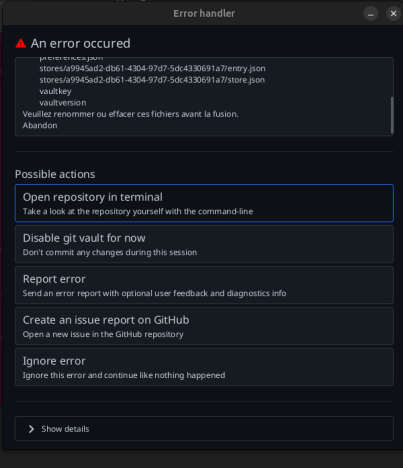 Error handler
An error occured
preferences.json
stores/a9945ad2-db61-4304-97d7-5dc4330691a7/entry.json
stores/a9945ad2-db61-4304-97d7-5dc4330691a7/store.json
vaultkey
vaultversion
Veuillez renommer ou effacer ces fichiers avant la fusion.
Abandon
Possible actions
Open repository in terminal
Take a look at the repository yourself with the command-line
Disable git vault for now
Don't commit any changes during this session
Report error
Send an error report with optional user feedback and diagnostics info
Create an issue report on GitHub
Open a new issue in the GitHub repository
Ignore error
Ignore this error and continue like nothing happened
Show details